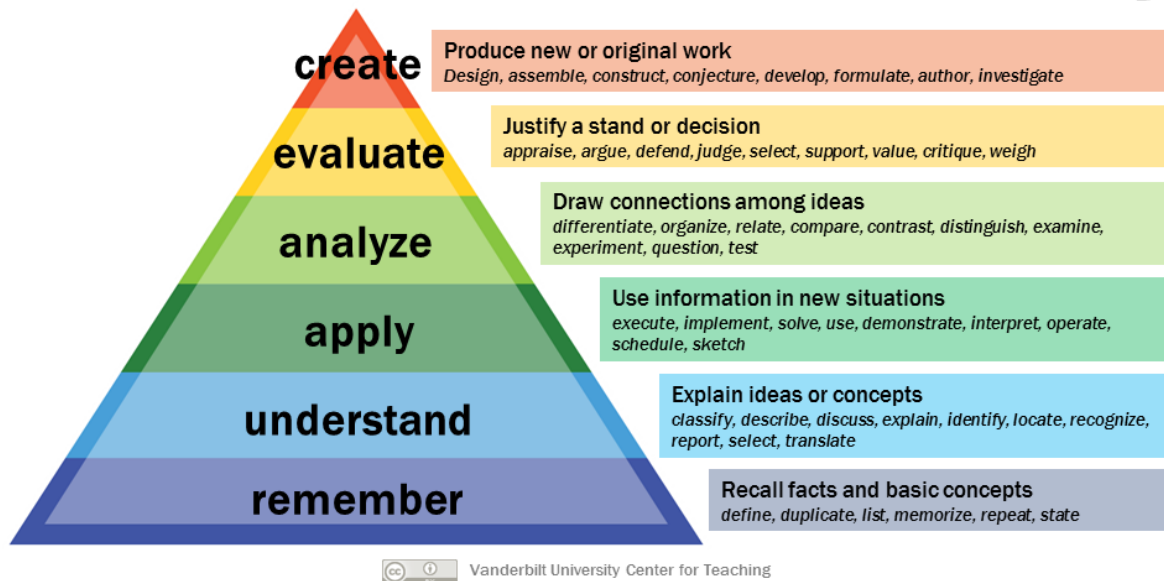 create
Produce new or original work
Design, assemble, construct, conjecture, develop, formulate, author, investigate
evaluate
Justify a stand or decision
appraise, argue, defend, judge, select, support, value, critique, weigh
analyze
Draw connections among ideas
differentiate, organize, relate, compare, contrast, distinguish, examine,
experiment, question, test
apply
Use information in new situations
execute, implement, solve, use, demonstrate, interpret, operate,
schedule, sketch
understand
Explain ideas or concepts
classify, describe, discuss, explain, identify, locate, recognize,
report, select, translate
remember
Recall facts and basic concepts
define, duplicate, list, memorize, repeat, state
cc
Vanderbilt University Center for Teaching